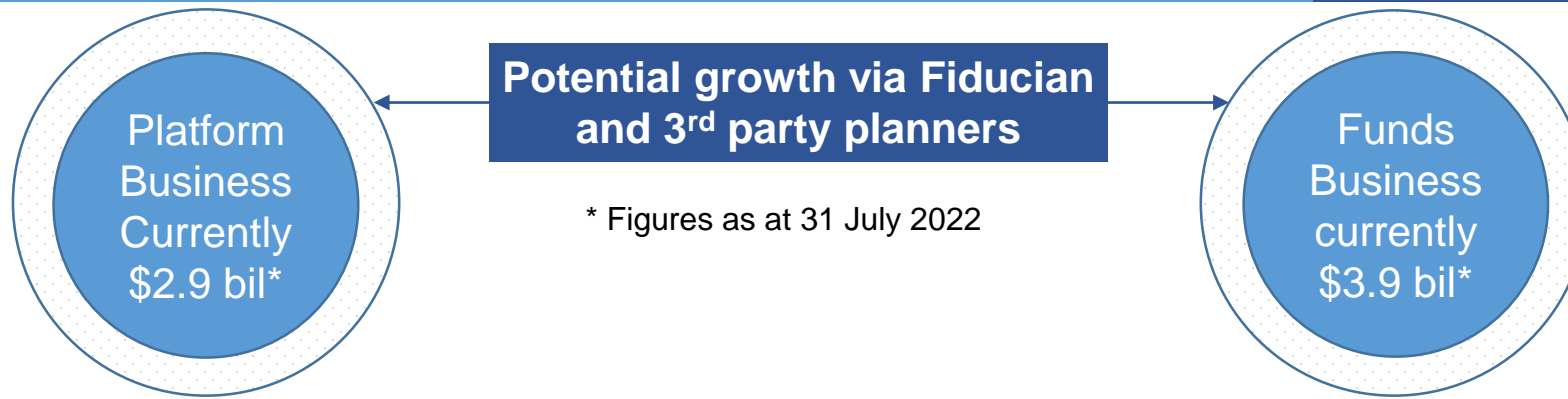 Platform
Business
Currently
$2.9 bil*
Potential growth via Fiducian
and 3rd party planners
* Figures as at 31 July 2022
Funds
Business
currently
$3.9 bil*